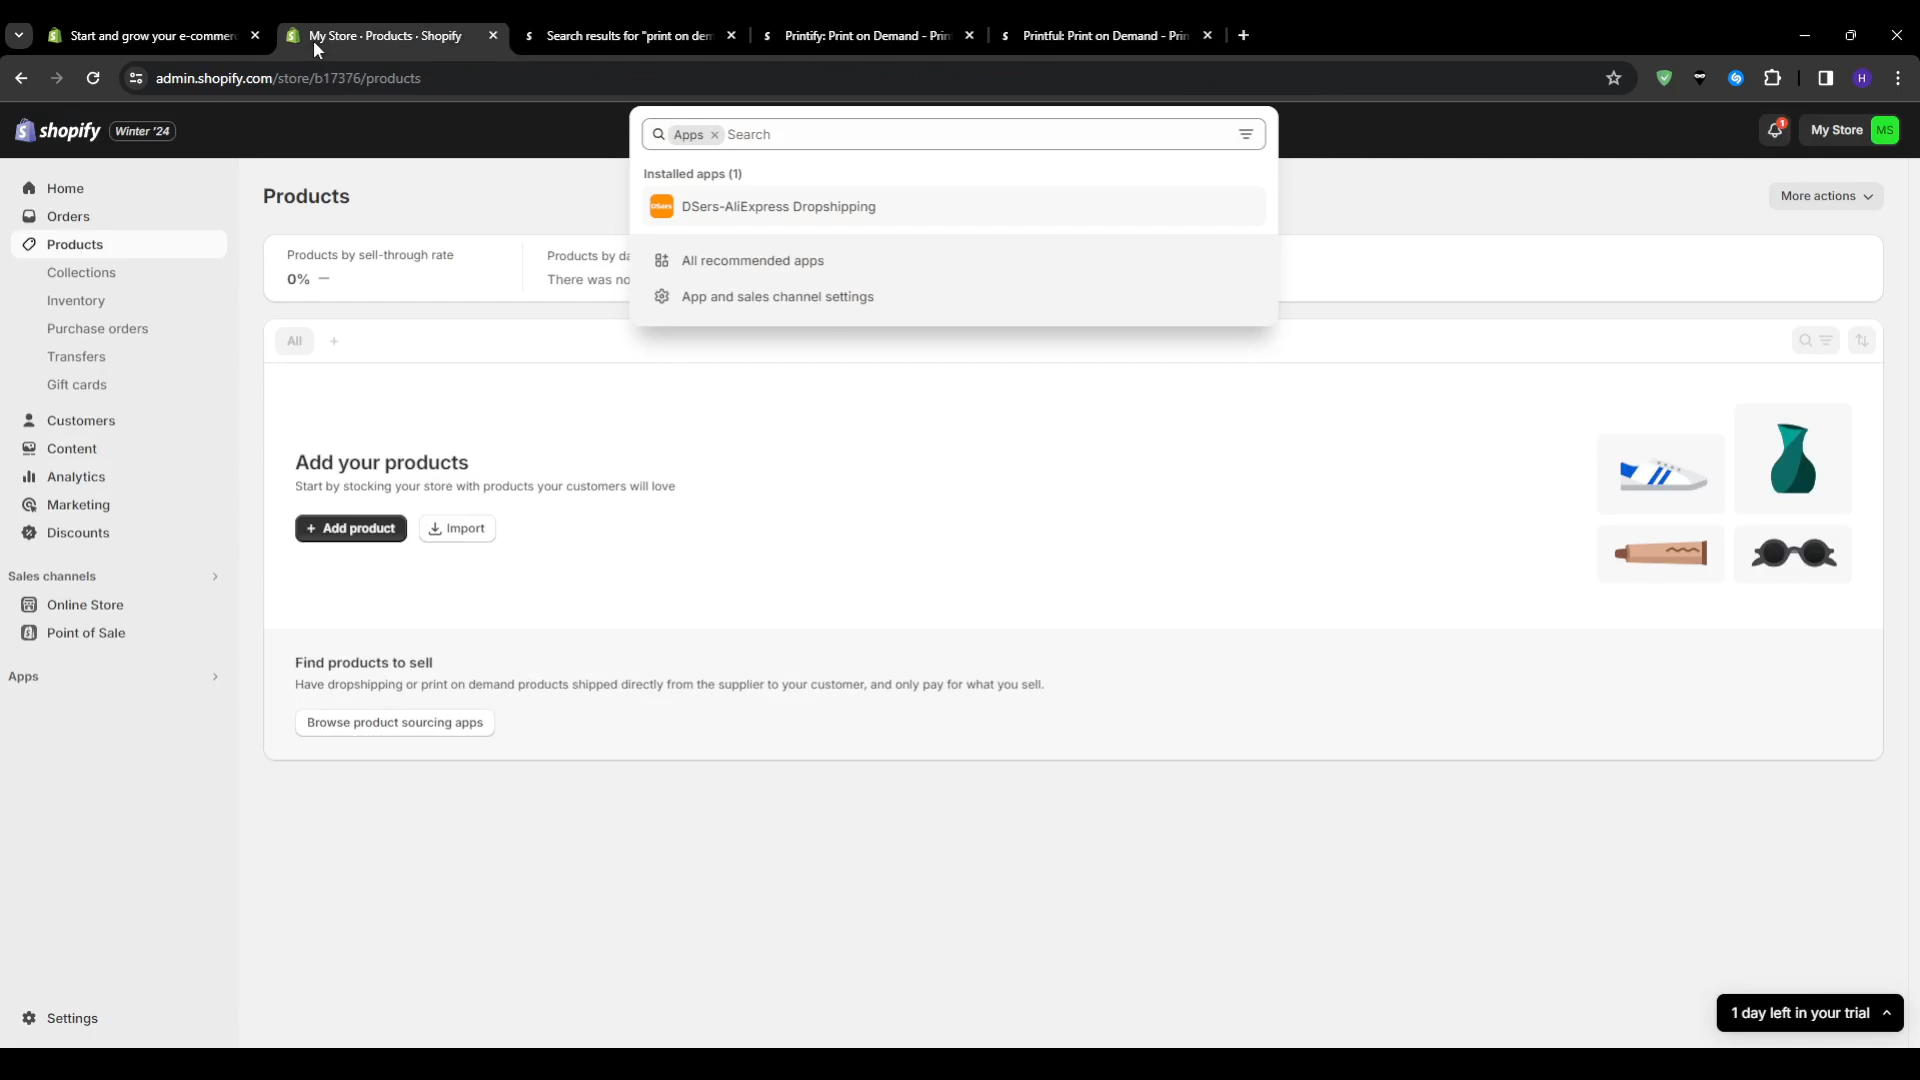 Start and grow your e-commerc
My Store · Products · Shopify
Search results for "print on dem
Printify: Print on Demand - Prin
Printful: Print on Demand - Prin
admin.shopify.com/store/b17376/products
H
shopify
Winter '24
Apps
Search
1
My Store
MS
Installed apps (1)
DSers
DSers-AliExpress Dropshipping
All recommended apps
App and sales channel settings
Home
Orders
Products
Collections
Inventory
Purchase orders
Transfers
Gift cards
Customers
Content
Analytics
Marketing
Discounts
Sales channels
Online Store
Point of Sale
Apps
Settings
Products
More actions
Products by sell-through rate
0% —
Products by da
There was no
All
+
Add your products
Start by stocking your store with products your customers will love
+ Add product
Import
Find products to sell
Have dropshipping or print on demand products shipped directly from the supplier to your customer, and only pay for what you sell.
Browse product sourcing apps
1 day left in your trial